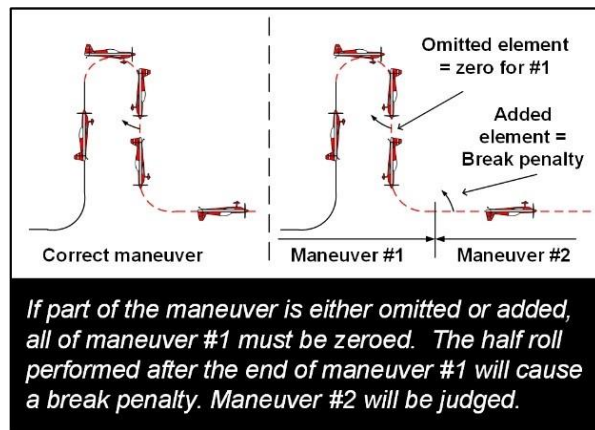 Omitted element
= zero for #1
Added
element =
Break penalty
Correct maneuver
Maneuver #1
Maneuver #2
If part of the maneuver is either omitted or added,
all of maneuver #1 must be zeroed. The half roll
performed after the end of maneuver #1 will cause
a break penalty. Maneuver #2 will be judged.